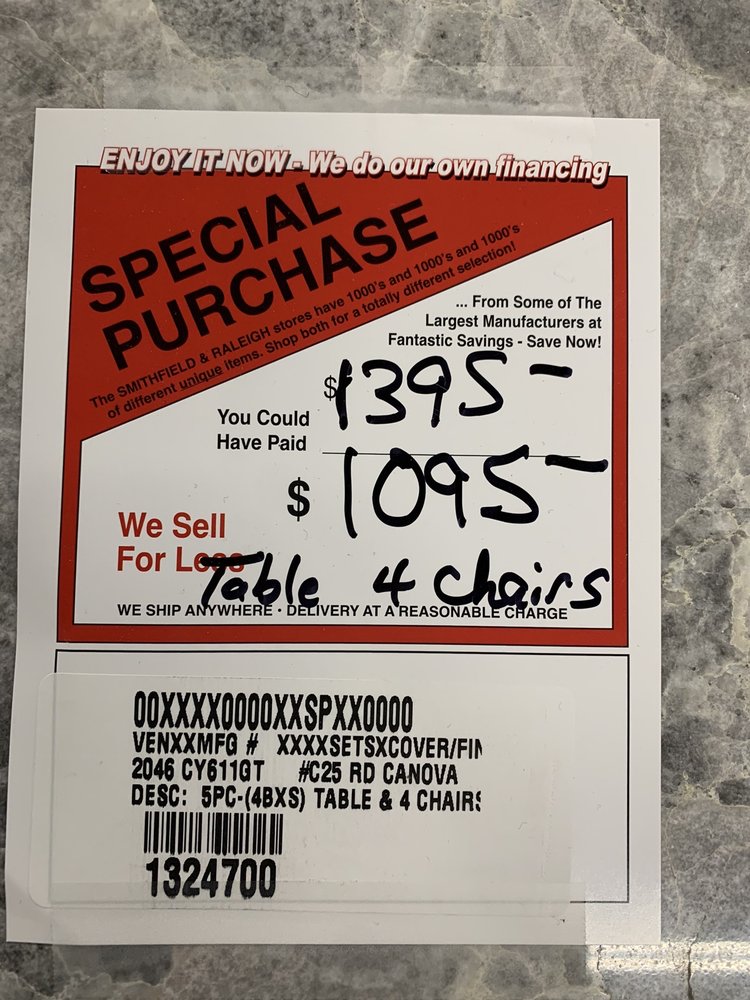 ENJOY IT NOW - We do our own financing
SPECIAL
PURCHASE
The SMITHFIELD & RALEIGH stores have 1000's and 1000's and 1000's
of different unique items. Shop both for a totally different selection!
... From Some of The
Largest Manufacturers at
Fantastic Savings - Save Now!
You Could
Have Paid
$1395-
$1095-
We Sell
For Less
Table 4 chairs
WE SHIP ANYWHERE • DELIVERY AT A REASONABLE CHARGE
00XXXX0000XXSPXX0000
VENXXMFG # XXXXSETSXCOVER/FIN
2046 CY611GT #C25 RD CANOVA
DESC: 5PC-(4BXS) TABLE & 4 CHAIRS
1324700